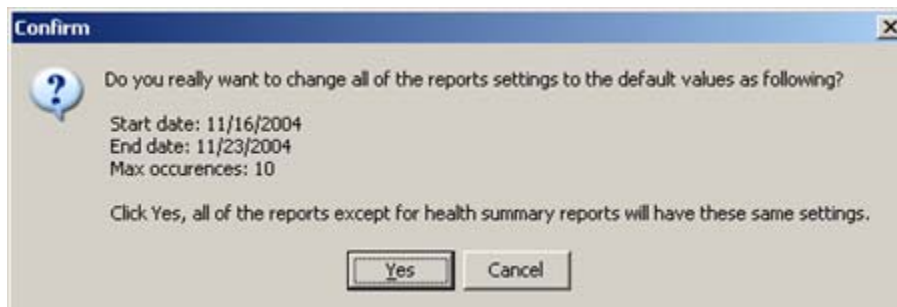 Confirm
Do you really want to change all of the reports settings to the default values as following?
Start date: 11/16/2004
End date: 11/23/2004
Max occurences: 10
Click Yes, all of the reports except for health summary reports will have these same settings.
Yes Cancel